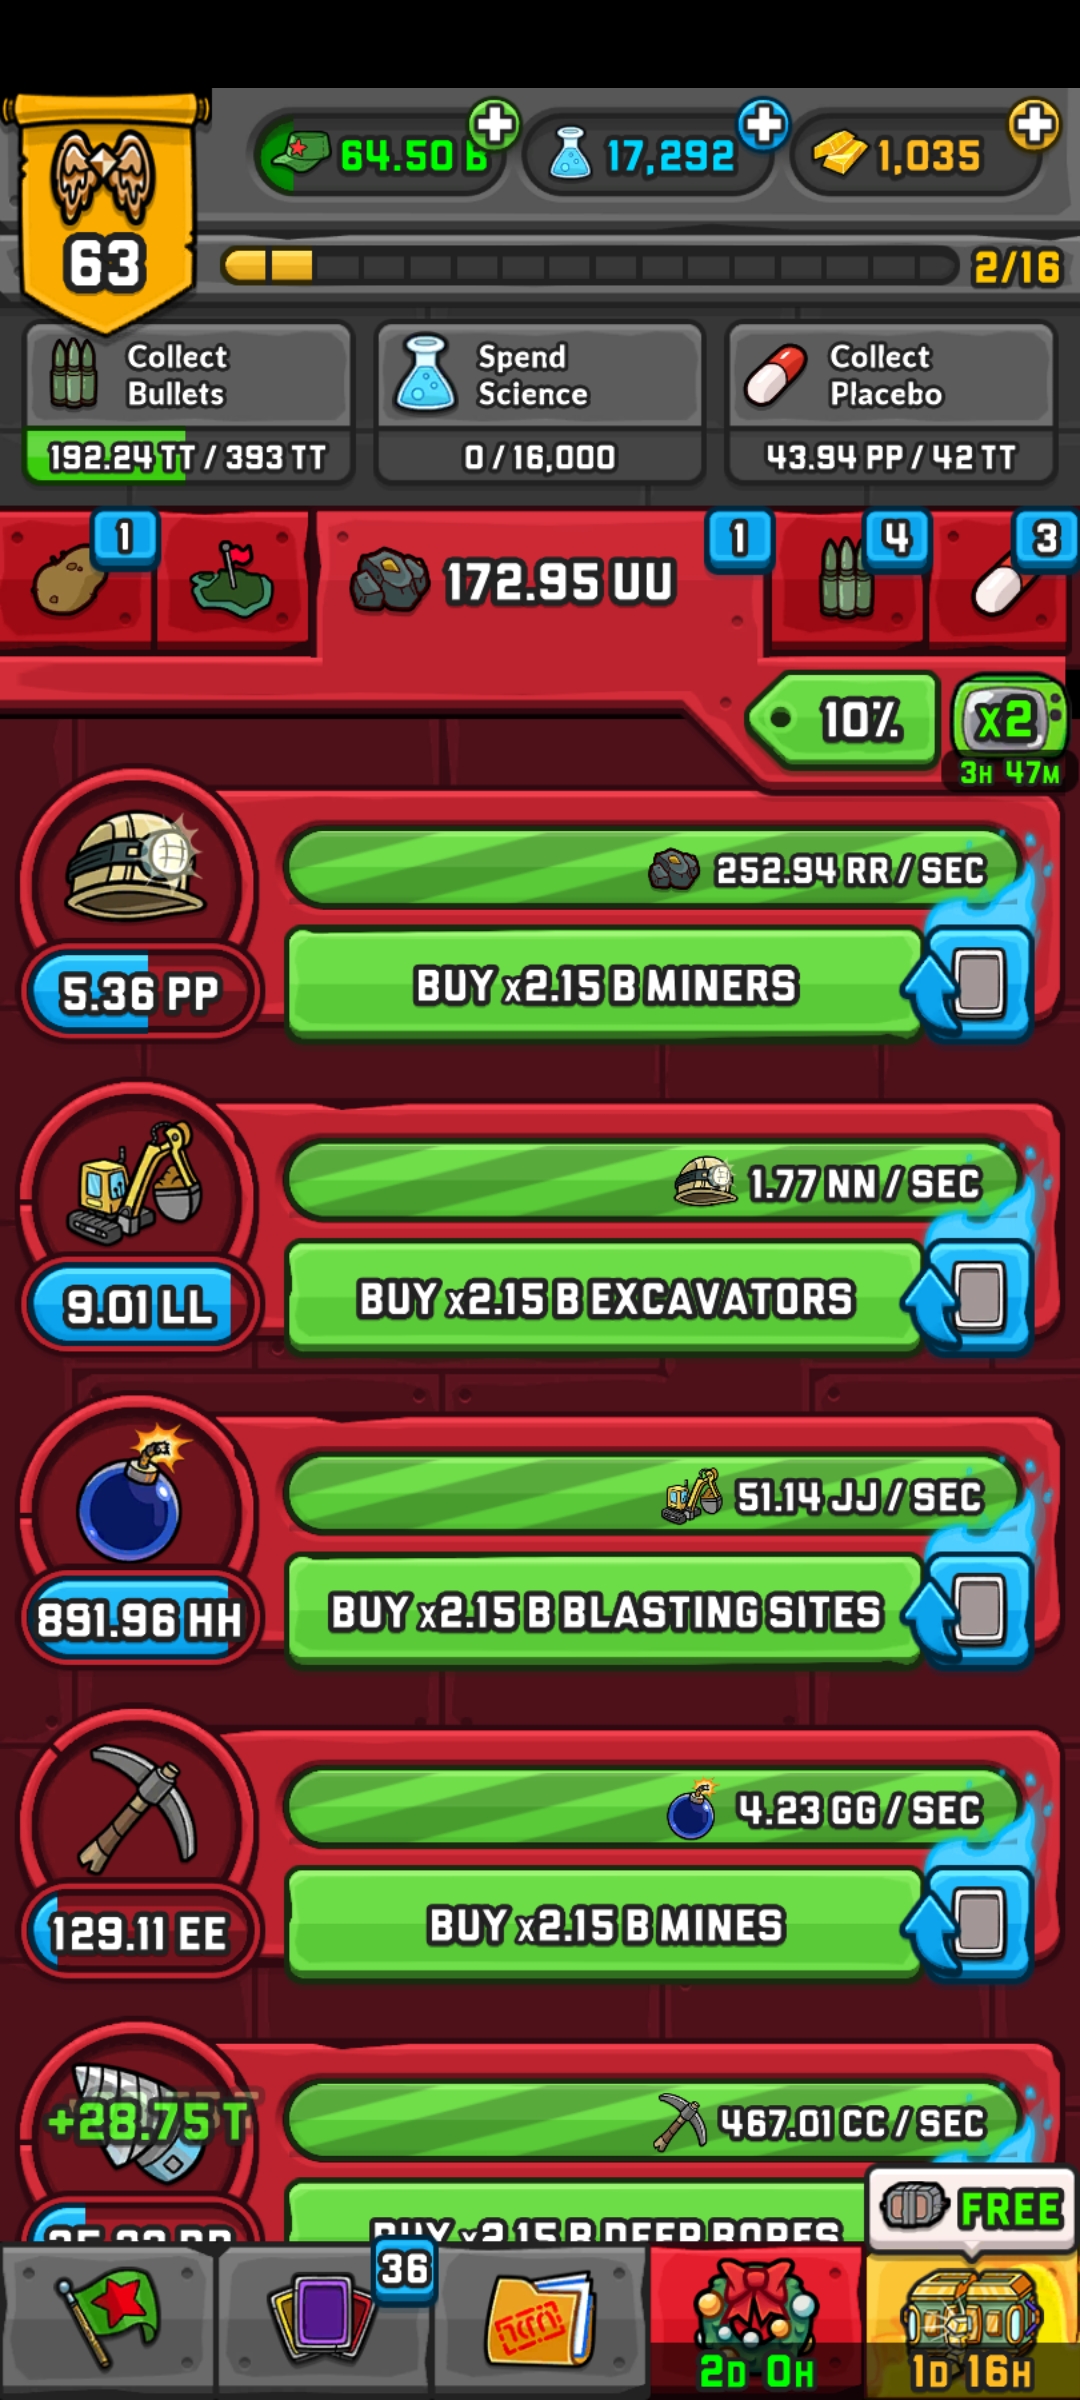 64.50 B
17,292
1,035
63
2/16
Collect
Bullets
192.24 TT / 393 TT
Spend
Science
0 / 16,000
Collect
Placebo
43.94 PP / 42 TT
1
172.95 UU
1
4
3
10%
x2
3H 47M
252.94 RR / SEC
5.36 PP
BUY x2.15 B MINERS
1.77 NN / SEC
9.01 LL
BUY x2.15 B EXCAVATORS
51.14 JJ / SEC
891.96 HH
BUY x2.15 B BLASTING SITES
4.23 GG / SEC
129.11 EE
BUY x2.15 B MINES
+28.75 T
467.01 CC / SEC
BUY x2.15 B DEEP BORES
FREE
36
2D 0H
1D 16H